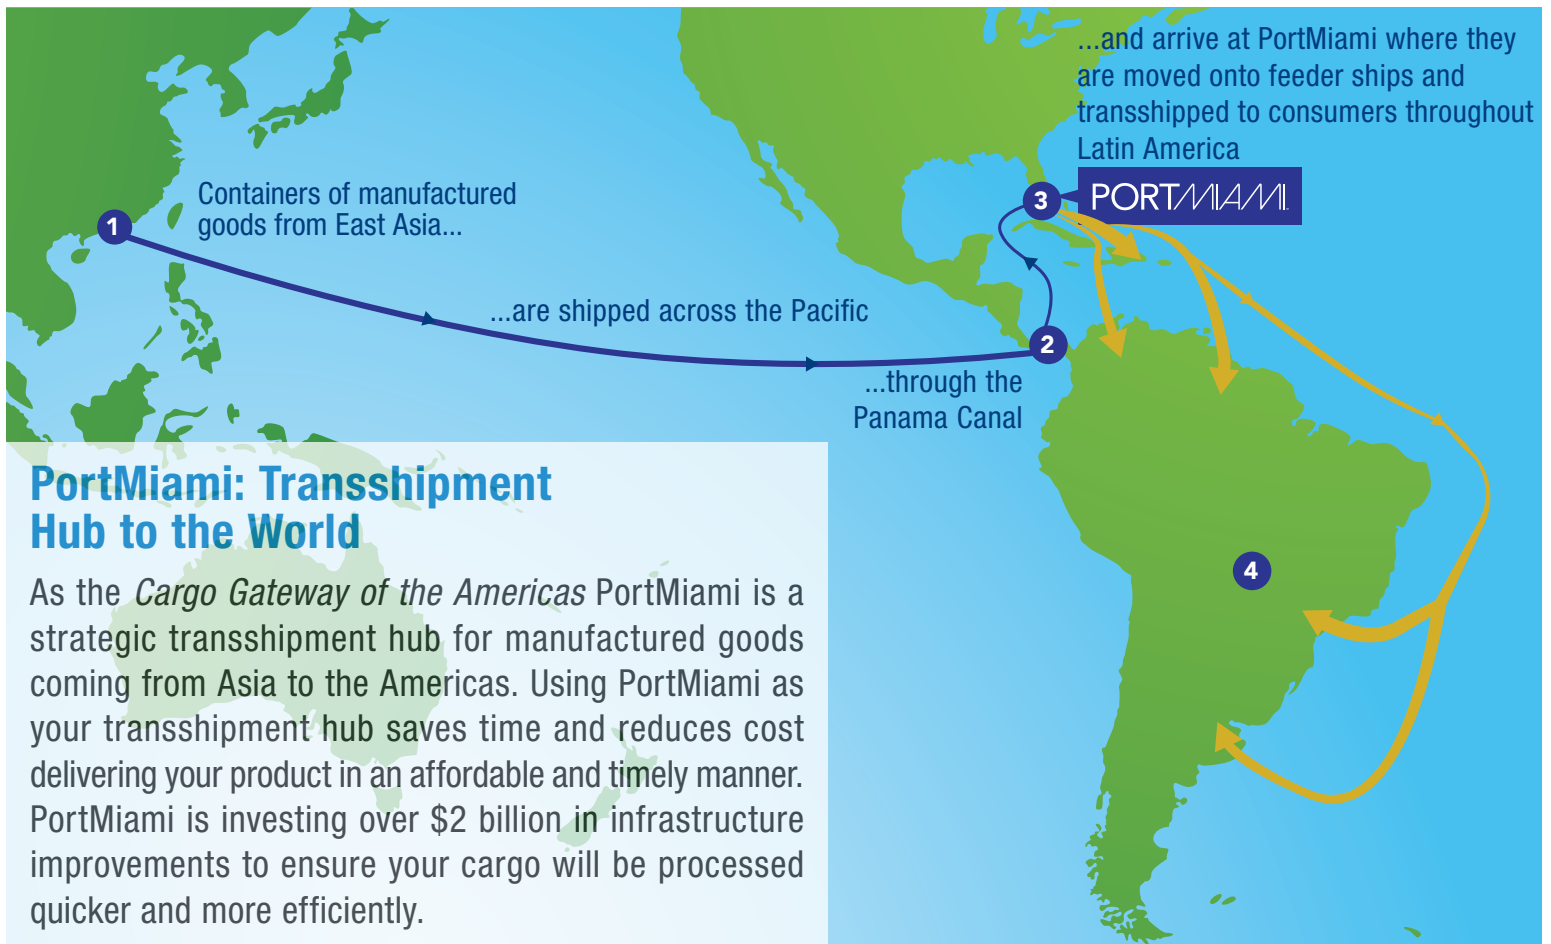 ...and arrive at PortMiami where they
are moved onto feeder ships and
transshipped to consumers throughout
Latin America
3
PORTMIAMI
Containers of manufactured
goods from East Asia...
1
...are shipped across the Pacific
2
...through the
Panama Canal
PortMiami: Transshipment
Hub to the World
As the Cargo Gateway of the Americas PortMiami is a
strategic transshipment hub for manufactured goods
coming from Asia to the Americas. Using PortMiami as
your transshipment hub saves time and reduces cost
delivering your product in an affordable and timely manner.
PortMiami is investing over $2 billion in infrastructure
improvements to ensure your cargo will be processed
quicker and more efficiently.
4